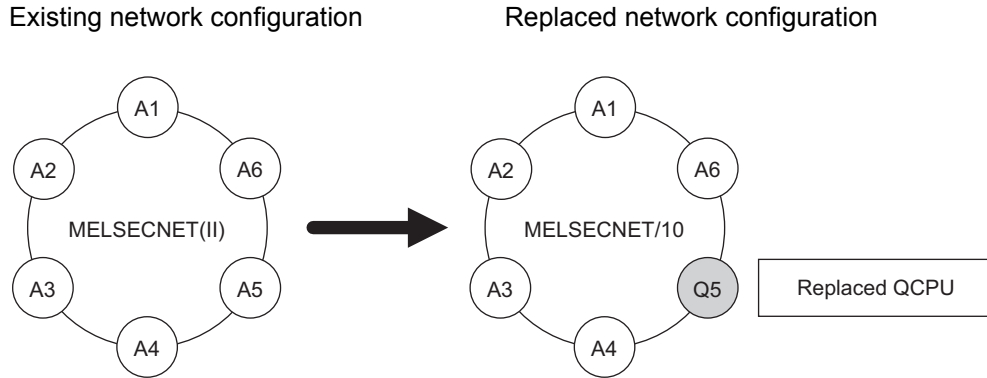 Existing network configuration
Replaced network configuration
A1
A2
A6
MELSECNET(II)
A3
A5
A4
A1
A2
A6
MELSECNET/10
A3
Q5
A4
Replaced QCPU